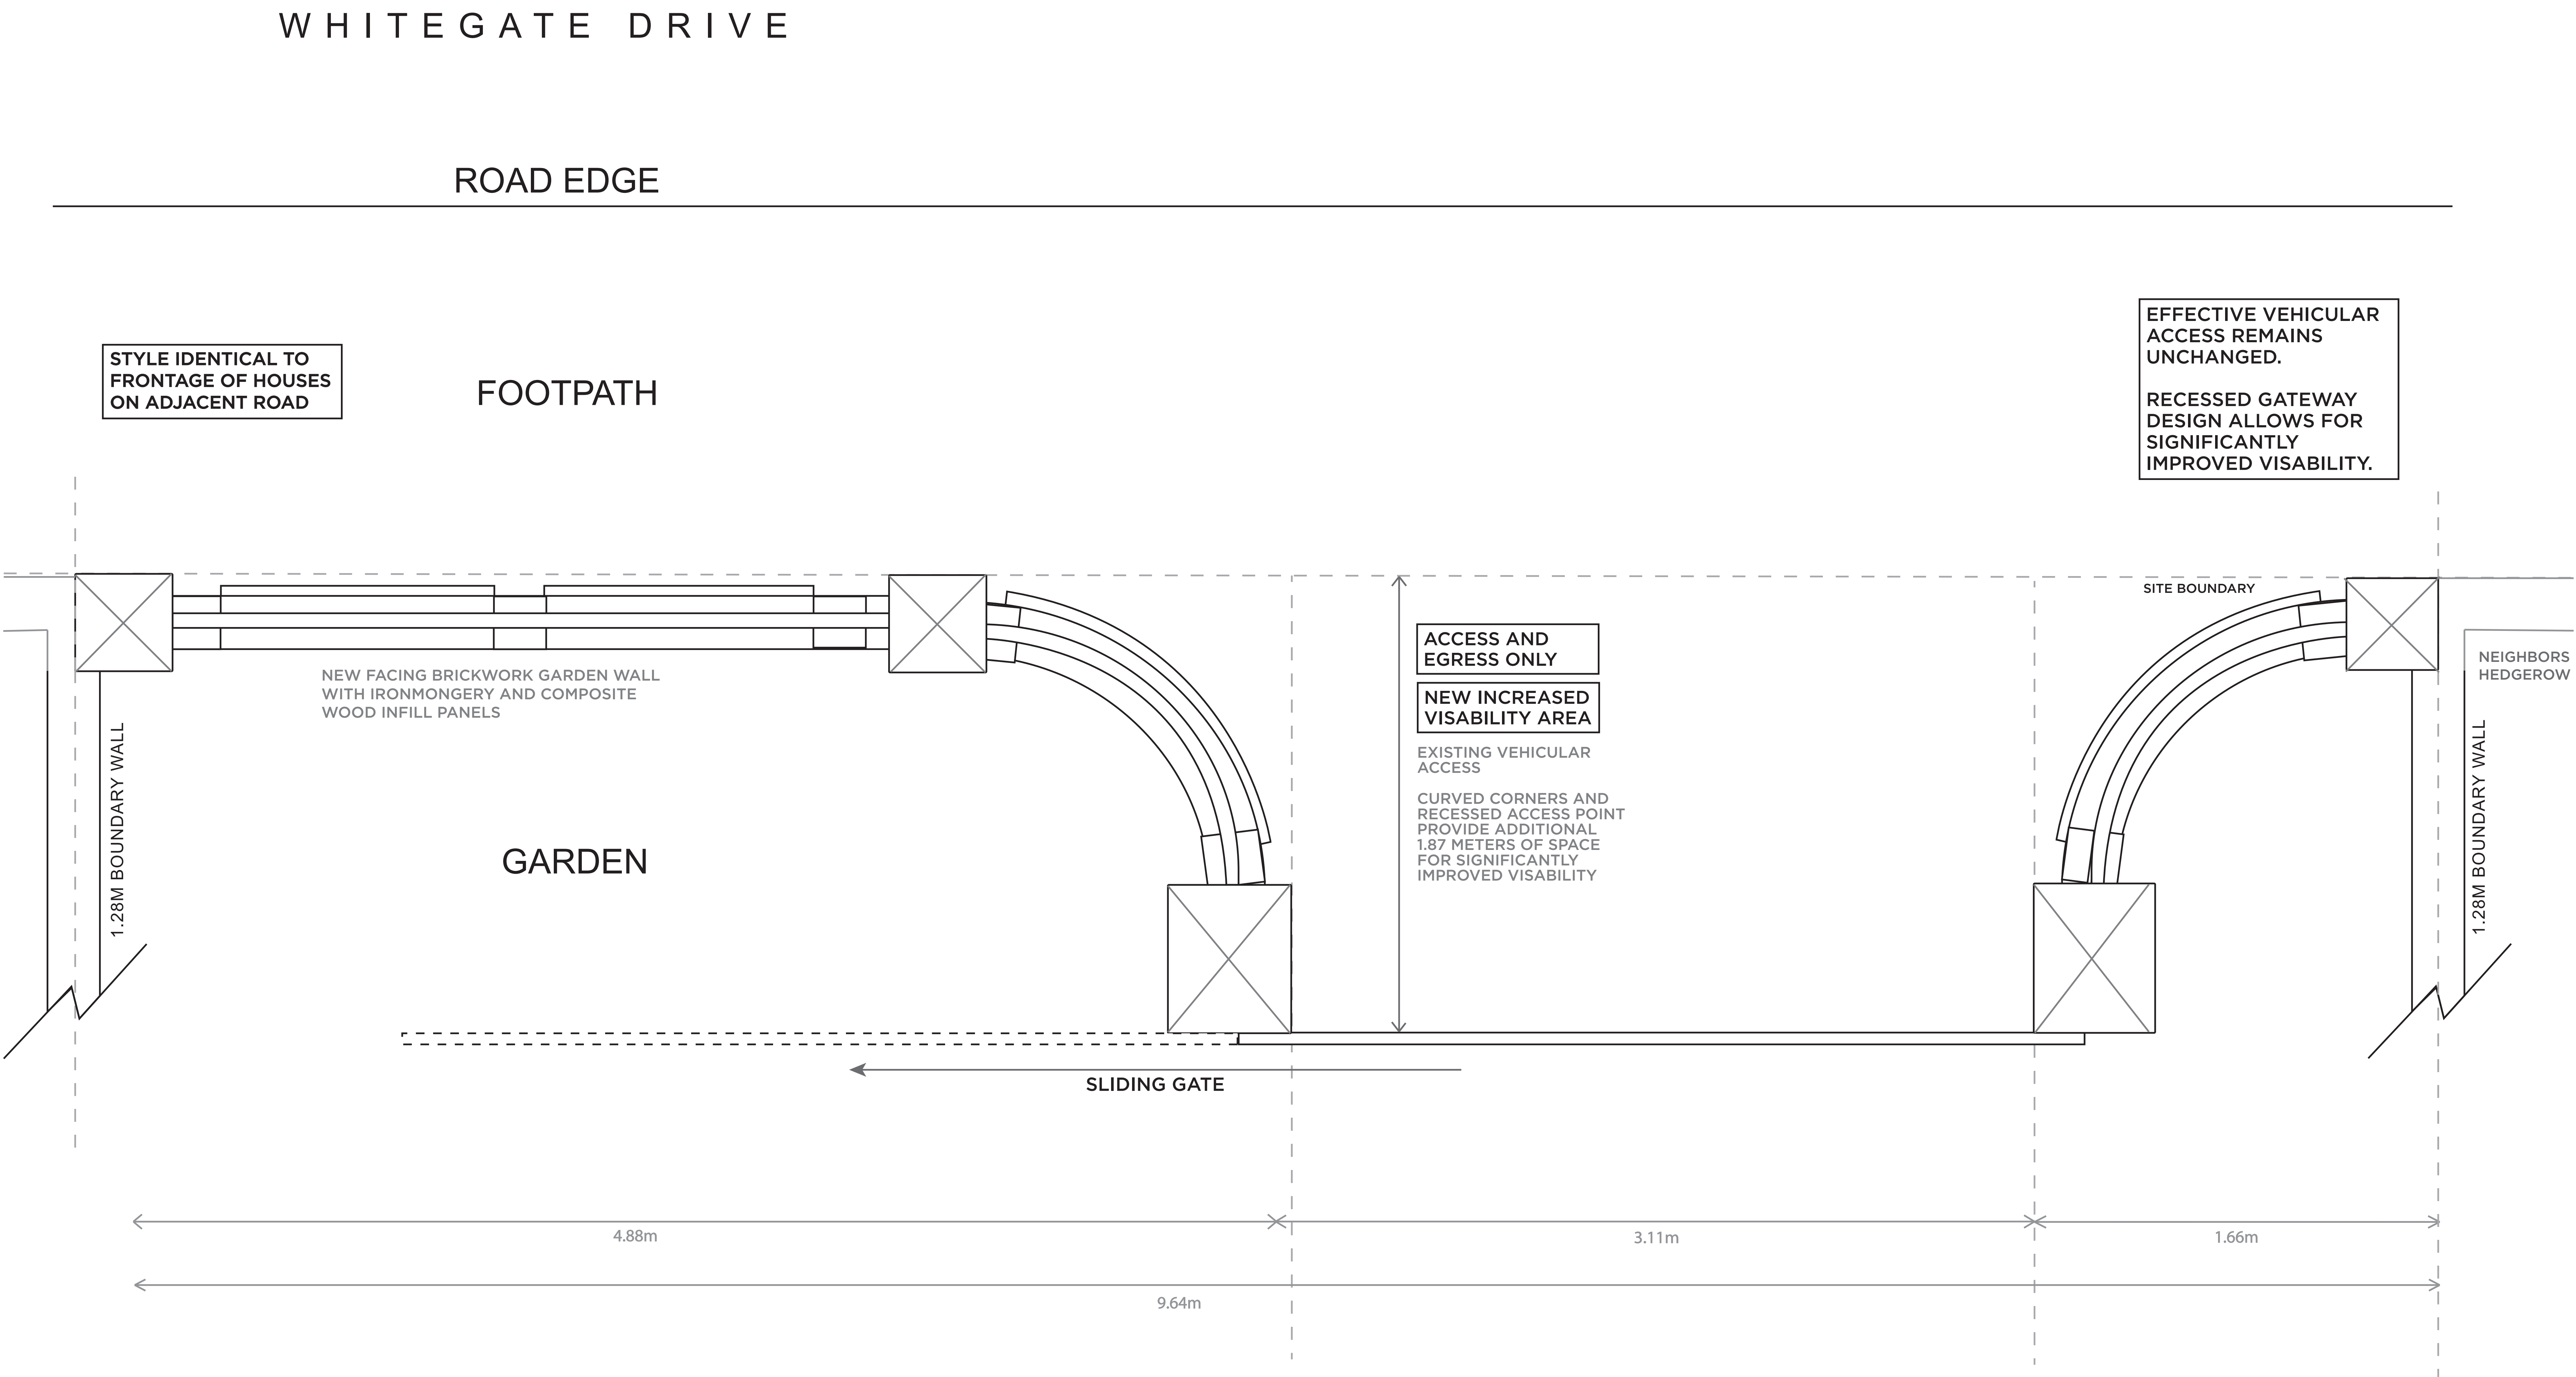 WHITEGATE DRIVE
ROAD EDGE
STYLE IDENTICAL TO
FRONTAGE OF HOUSES
ON ADJACENT ROAD
FOOTPATH
EFFECTIVE VEHICULAR
ACCESS REMAINS
UNCHANGED.
RECESSED GATEWAY
DESIGN ALLOWS FOR
SIGNIFICANTLY
IMPROVED VISABILITY.
SITE BOUNDARY
NEW FACING BRICKWORK GARDEN WALL
WITH IRONMONGERY AND COMPOSITE
WOOD INFILL PANELS
ACCESS AND
EGRESS ONLY
NEW INCREASED
VISABILITY AREA
EXISTING VEHICULAR
ACCESS
CURVED CORNERS AND
RECESSED ACCESS POINT
PROVIDE ADDITIONAL
1.87 METERS OF SPACE
FOR SIGNIFICANTLY
IMPROVED VISABILITY
NEIGHBORS
HEDGEROW
1.28M BOUNDARY WALL
GARDEN
1.28M BOUNDARY WALL
SLIDING GATE
4.88m
3.11m
1.66m
9.64m